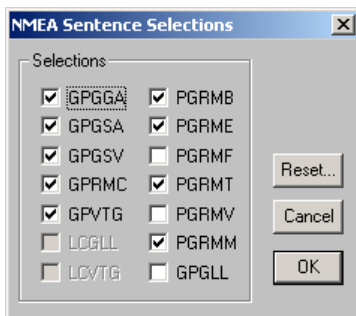 NMEA Sentence Selections
Selections
GPGGA PGRMB
GPGSA PGRME
GPGSV PGRMF
GPRMC PGRMT
GPVTG PGRMV
LCGLL PGRMM
LCVTG GPGLL
Reset...
Cancel
OK